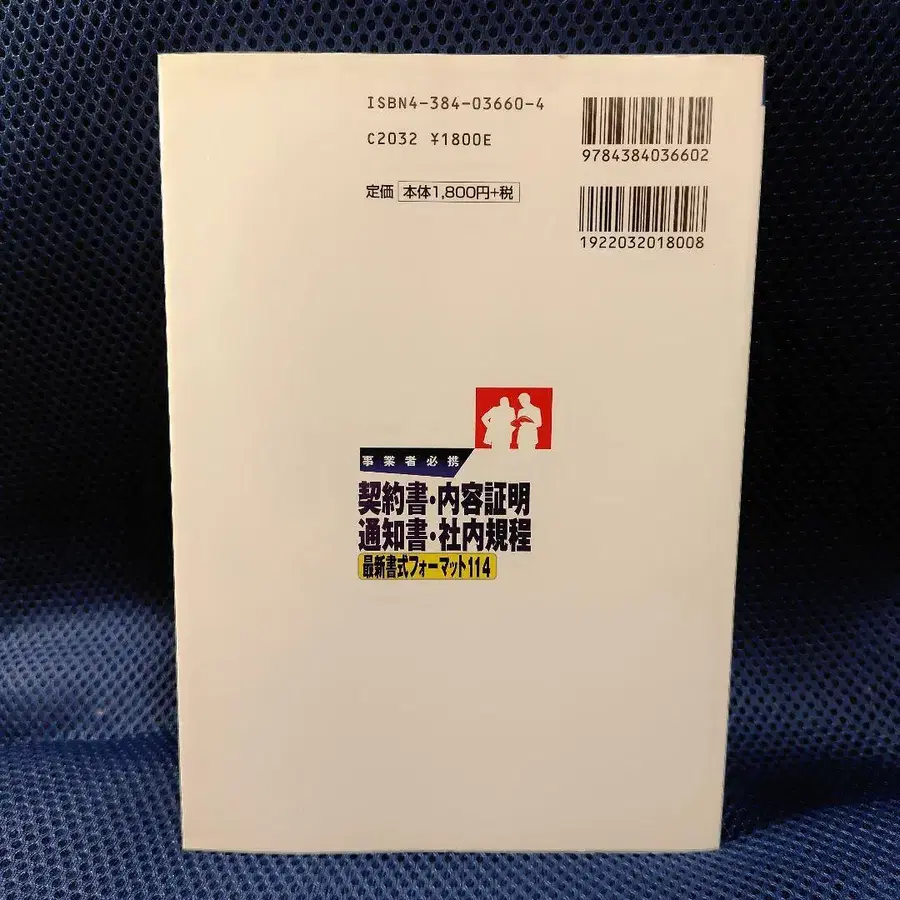 ISBN4-384-03660-4
C2032 ¥1800E
定価 本体1,800円+税
9784384036602
1922032018008
事業者必携
契約書・内容証明
通知書・社内規程
最新書式フォーマット114